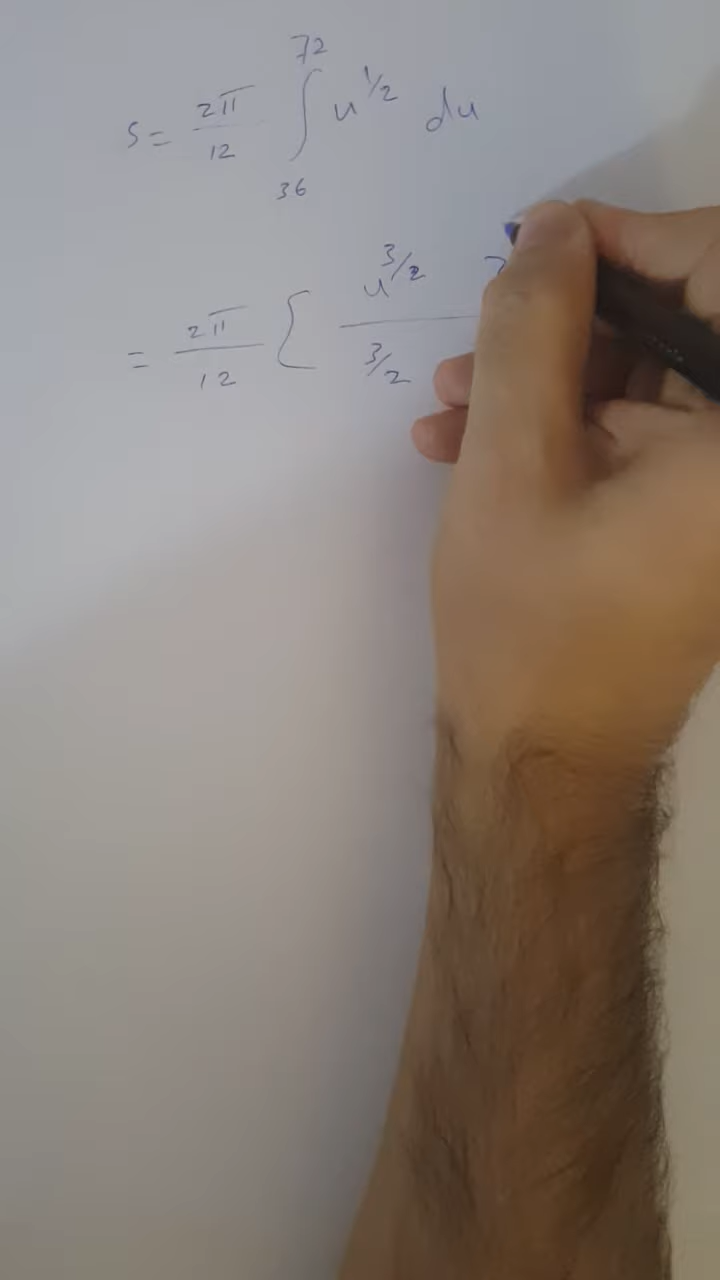 72
S = 2π/12 ∫ u^1/2 du
36
= 2π/12 [ u^3/2 / 3/2